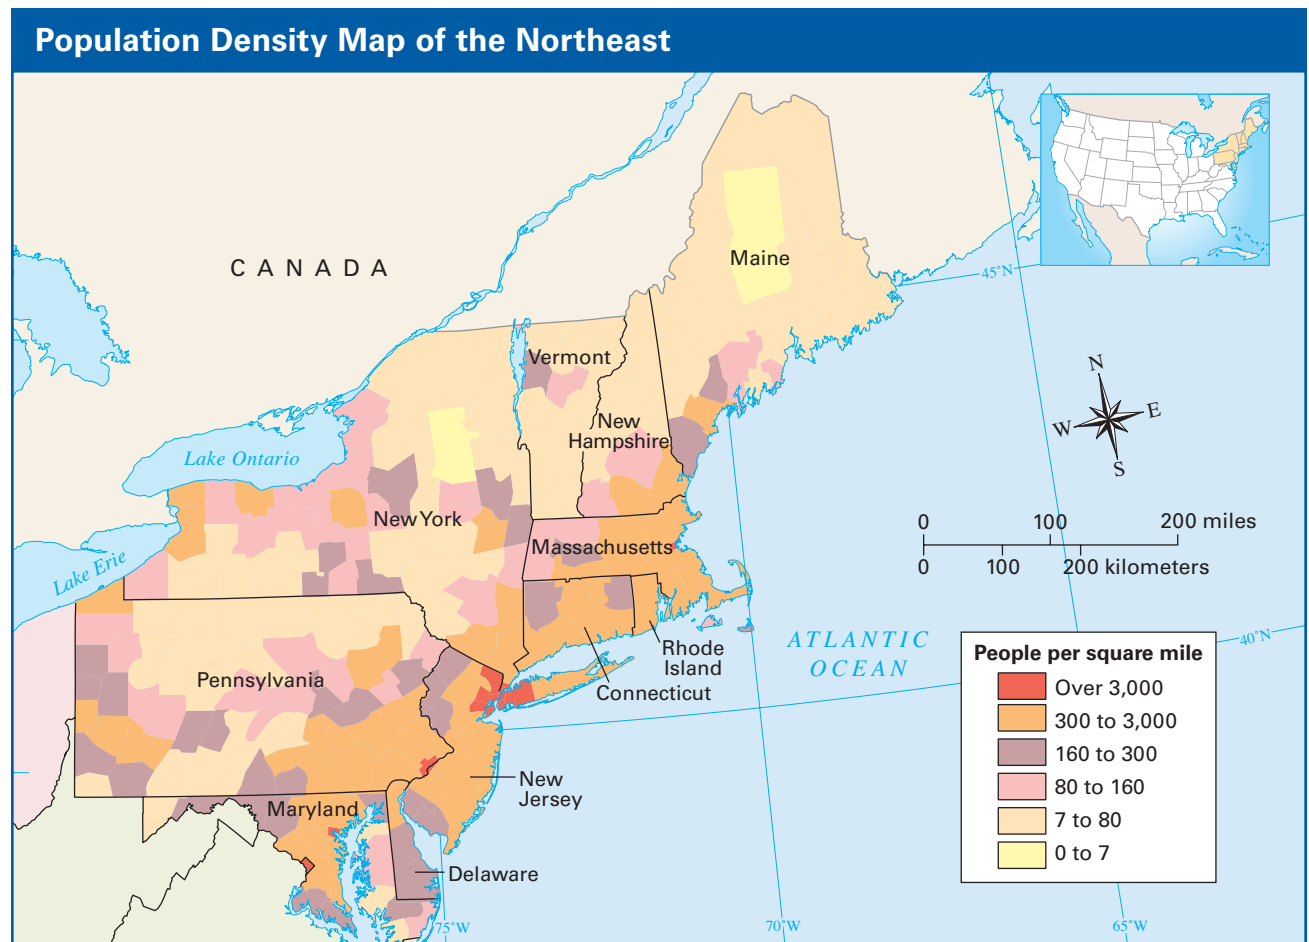 Population Density Map of the Northeast
CANADA
Maine
45°N
Vermont
New
Hampshire
N
W
E
S
Lake Ontario
New York
Massachusetts
Lake Erie
0 100 200 miles
0 100 200 kilometers
ATLANTIC
OCEAN
40°N
Rhode
Island
Connecticut
Pennsylvania
New
Jersey
Maryland
Delaware
People per square mile
Over 3,000
300 to 3,000
160 to 300
80 to 160
7 to 80
0 to 7
75°W
70°W
65°W